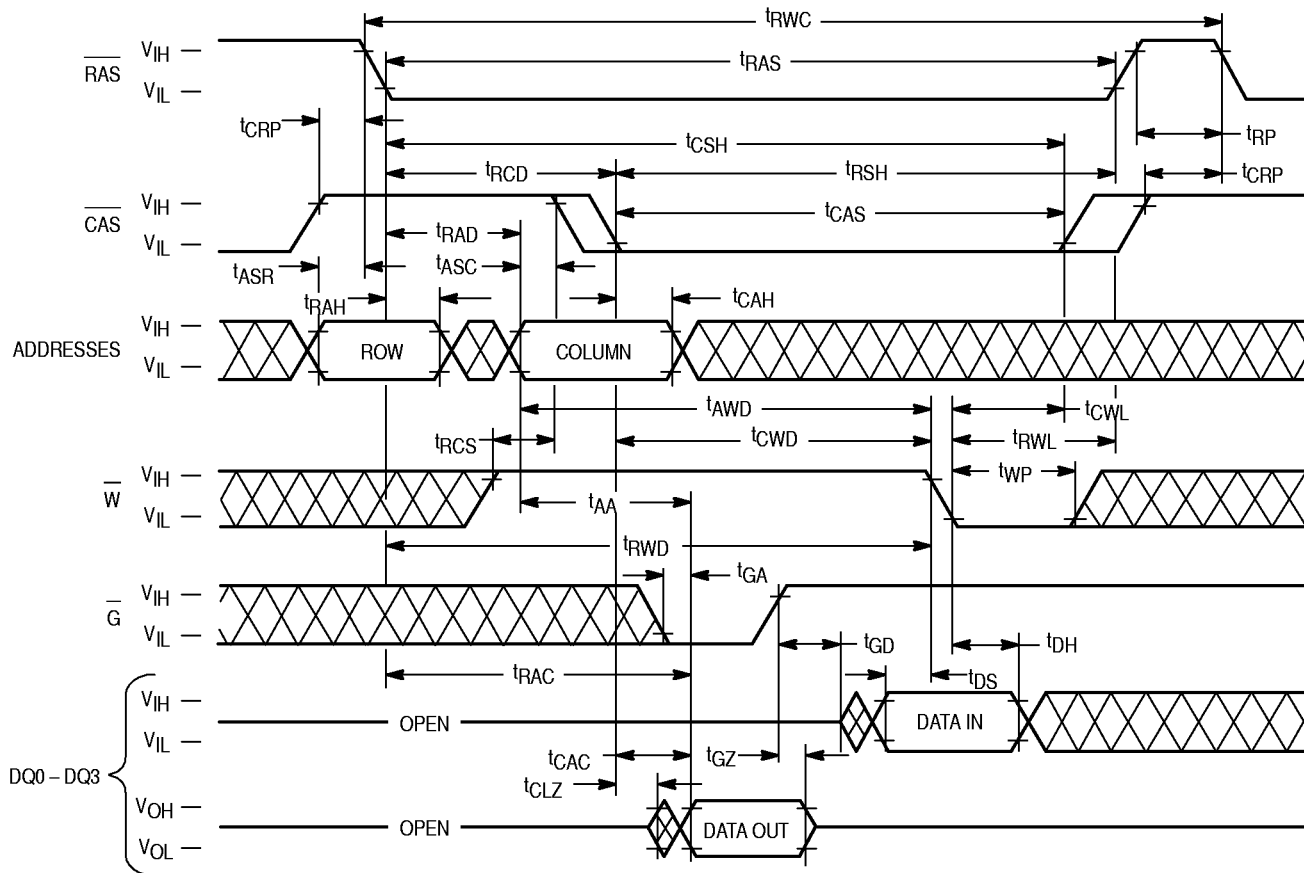 tRWC
RAS
VIH
VIL
tRAS
tCRP
tCSH
tRP
tRCD
tRSH
tCRP
CAS
VIH
VIL
tCAS
tRAD
tASR
tASC
tRAH
tCAH
ADDRESSES
VIH
VIL
ROW
COLUMN
tAWD
tCWL
tRCS
tCWD
tRWL
W
VIH
VIL
tWP
tAA
tRWD
tGA
G
VIH
VIL
tGD
tDH
tRAC
tDS
DQ0 – DQ3
VIH
VIL
OPEN
DATA IN
tCAC
tGZ
tCLZ
VOH
VOL
OPEN
DATA OUT